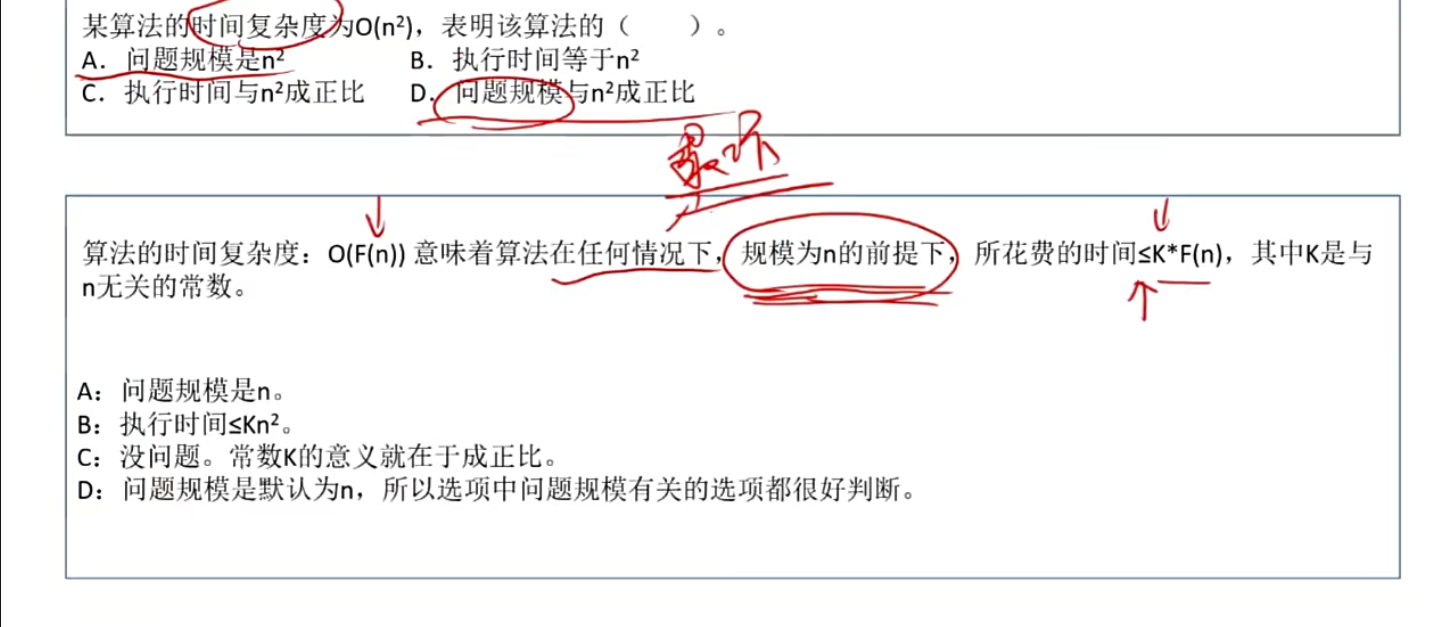 某算法的时间复杂度为O(n²)，表明该算法的（　　）。
A．问题规模是n²　　B．执行时间等于n²
C．执行时间与n²成正比　　D．问题规模与n²成正比
最坏
算法的时间复杂度：O(F(n)) 意味着算法在任何情况下，规模为n的前提下，所花费的时间≤K*F(n)，其中K是与
n无关的常数。
A：问题规模是n。
B：执行时间≤Kn²。
C：没问题。常数K的意义就在于成正比。
D：问题规模是默认为n，所以选项中问题规模有关的选项都很好判断。